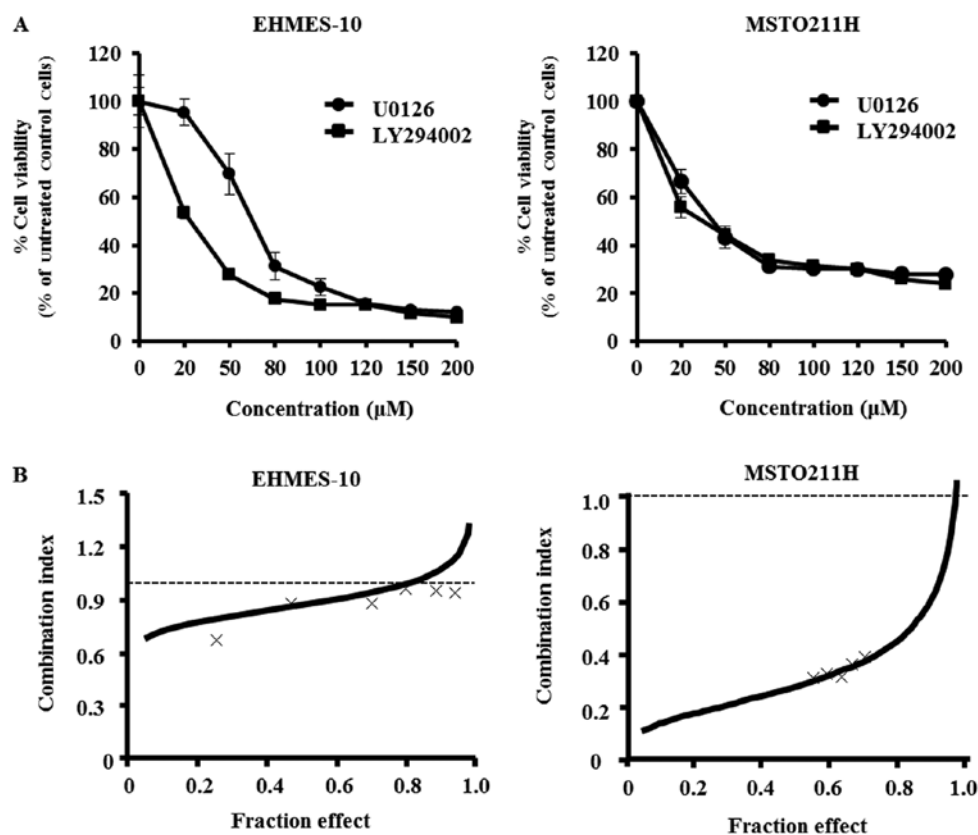 A
EHMES-10
% Cell viability
(% of untreated control cells)
120
100
80
60
40
20
0
U0126
LY294002
0 20 50 80 100 120 150 200
Concentration (µM)
MSTO211H
% Cell viability
(% of untreated control cells)
120
100
80
60
40
20
0
U0126
LY294002
0 20 50 80 100 120 150 200
Concentration (µM)
B
EHMES-10
Combination index
1.5
1.2
0.9
0.6
0.3
0
0 0.2 0.4 0.6 0.8 1.0
Fraction effect
MSTO211H
Combination index
1.0
0.8
0.6
0.4
0.2
0
0 0.2 0.4 0.6 0.8 1.0
Fraction effect